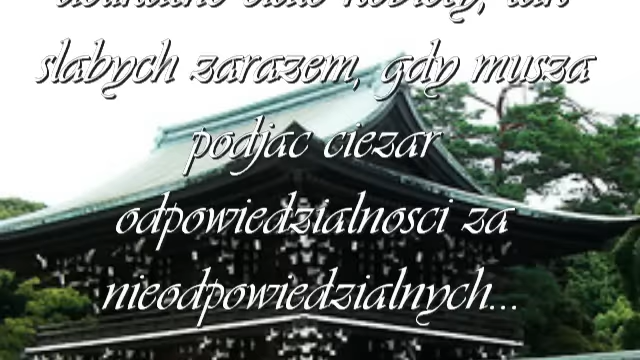 slabych zarazem, gdy musza
podjac ciezar
odpowiedzialnosci za
nieodpowiedzialnych...